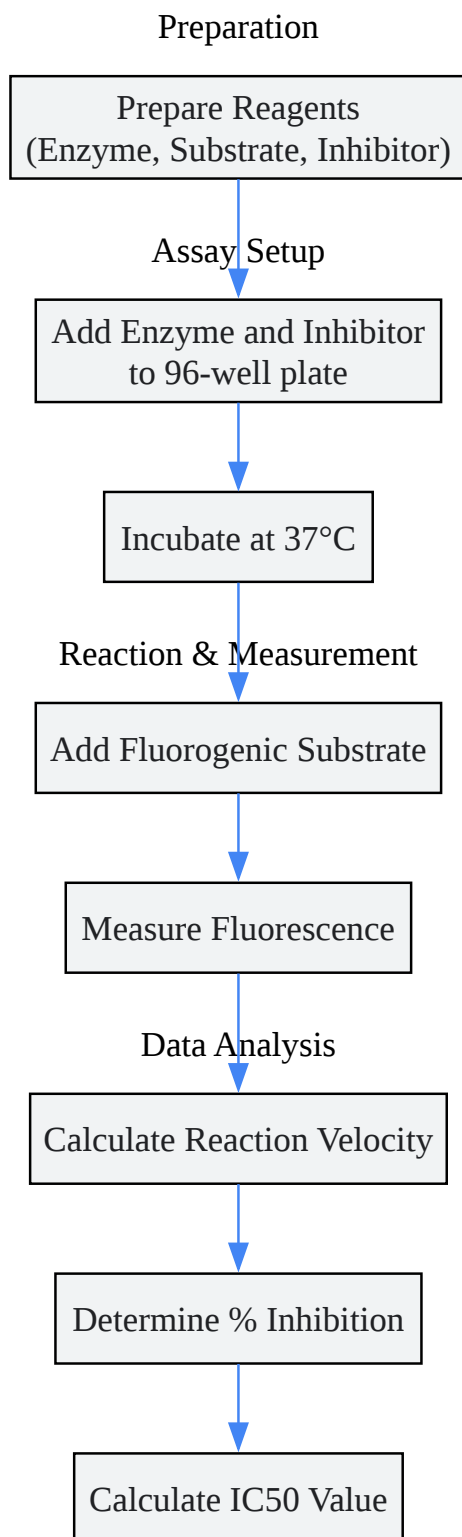 Preparation
Prepare Reagents
(Enzyme, Substrate, Inhibitor)
Assay Setup
Add Enzyme and Inhibitor
to 96-well plate
Incubate at 37°C
Reaction & Measurement
Add Fluorogenic Substrate
Measure Fluorescence
Data Analysis
Calculate Reaction Velocity
Determine % Inhibition
Calculate IC50 Value